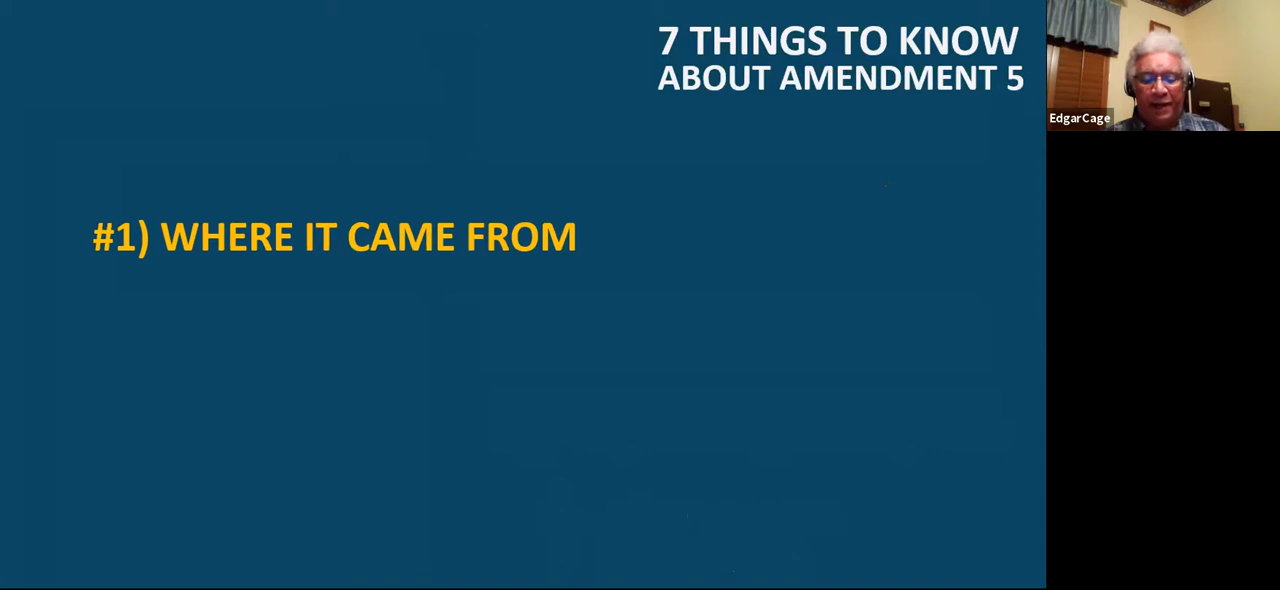 7 THINGS TO KNOW
ABOUT AMENDMENT 5
EdgarCage
#1) WHERE IT CAME FROM